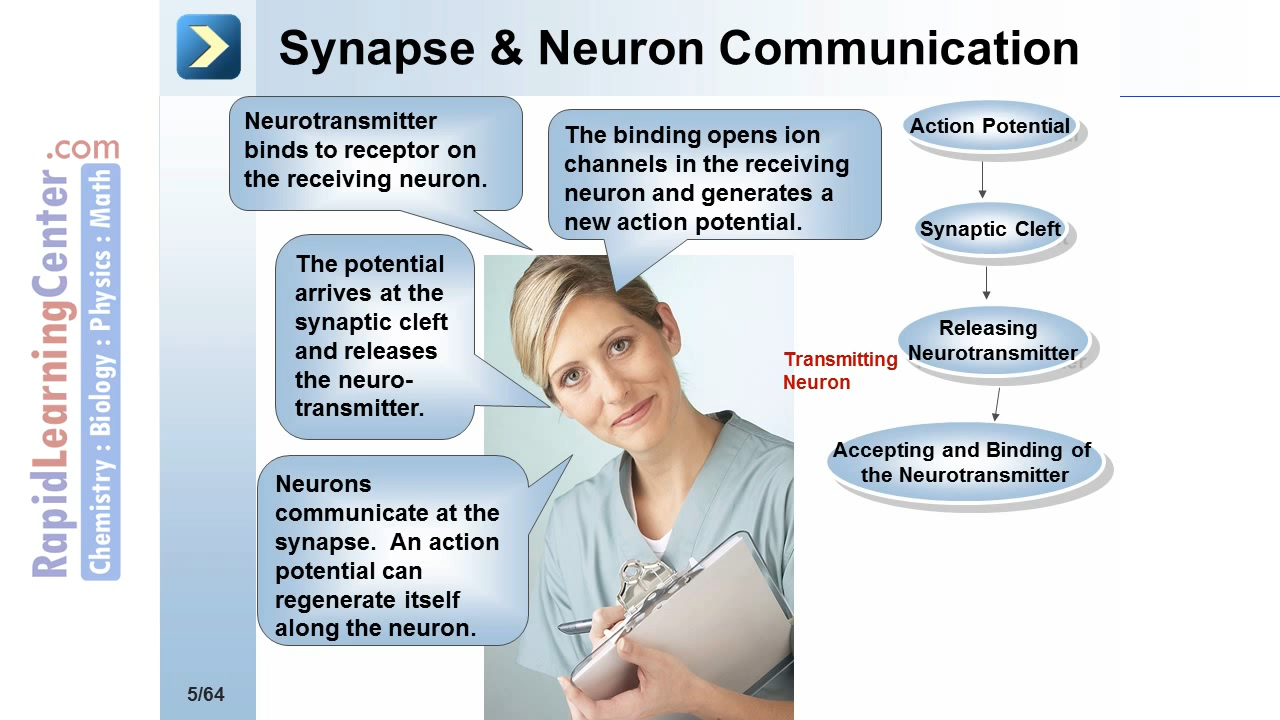 Synapse & Neuron Communication
Neurotransmitter
binds to receptor on
the receiving neuron.
The binding opens ion
channels in the receiving
neuron and generates a
new action potential.
The potential
arrives at the
synaptic cleft
and releases
the neuro-
transmitter.
Neurons
communicate at the
synapse.  An action
potential can
regenerate itself
along the neuron.
Action Potential
Synaptic Cleft
Releasing
Neurotransmitter
Transmitting
Neuron
Accepting and Binding of
the Neurotransmitter
RapidLearningCenter.com
Chemistry : Biology : Physics : Math
5/64